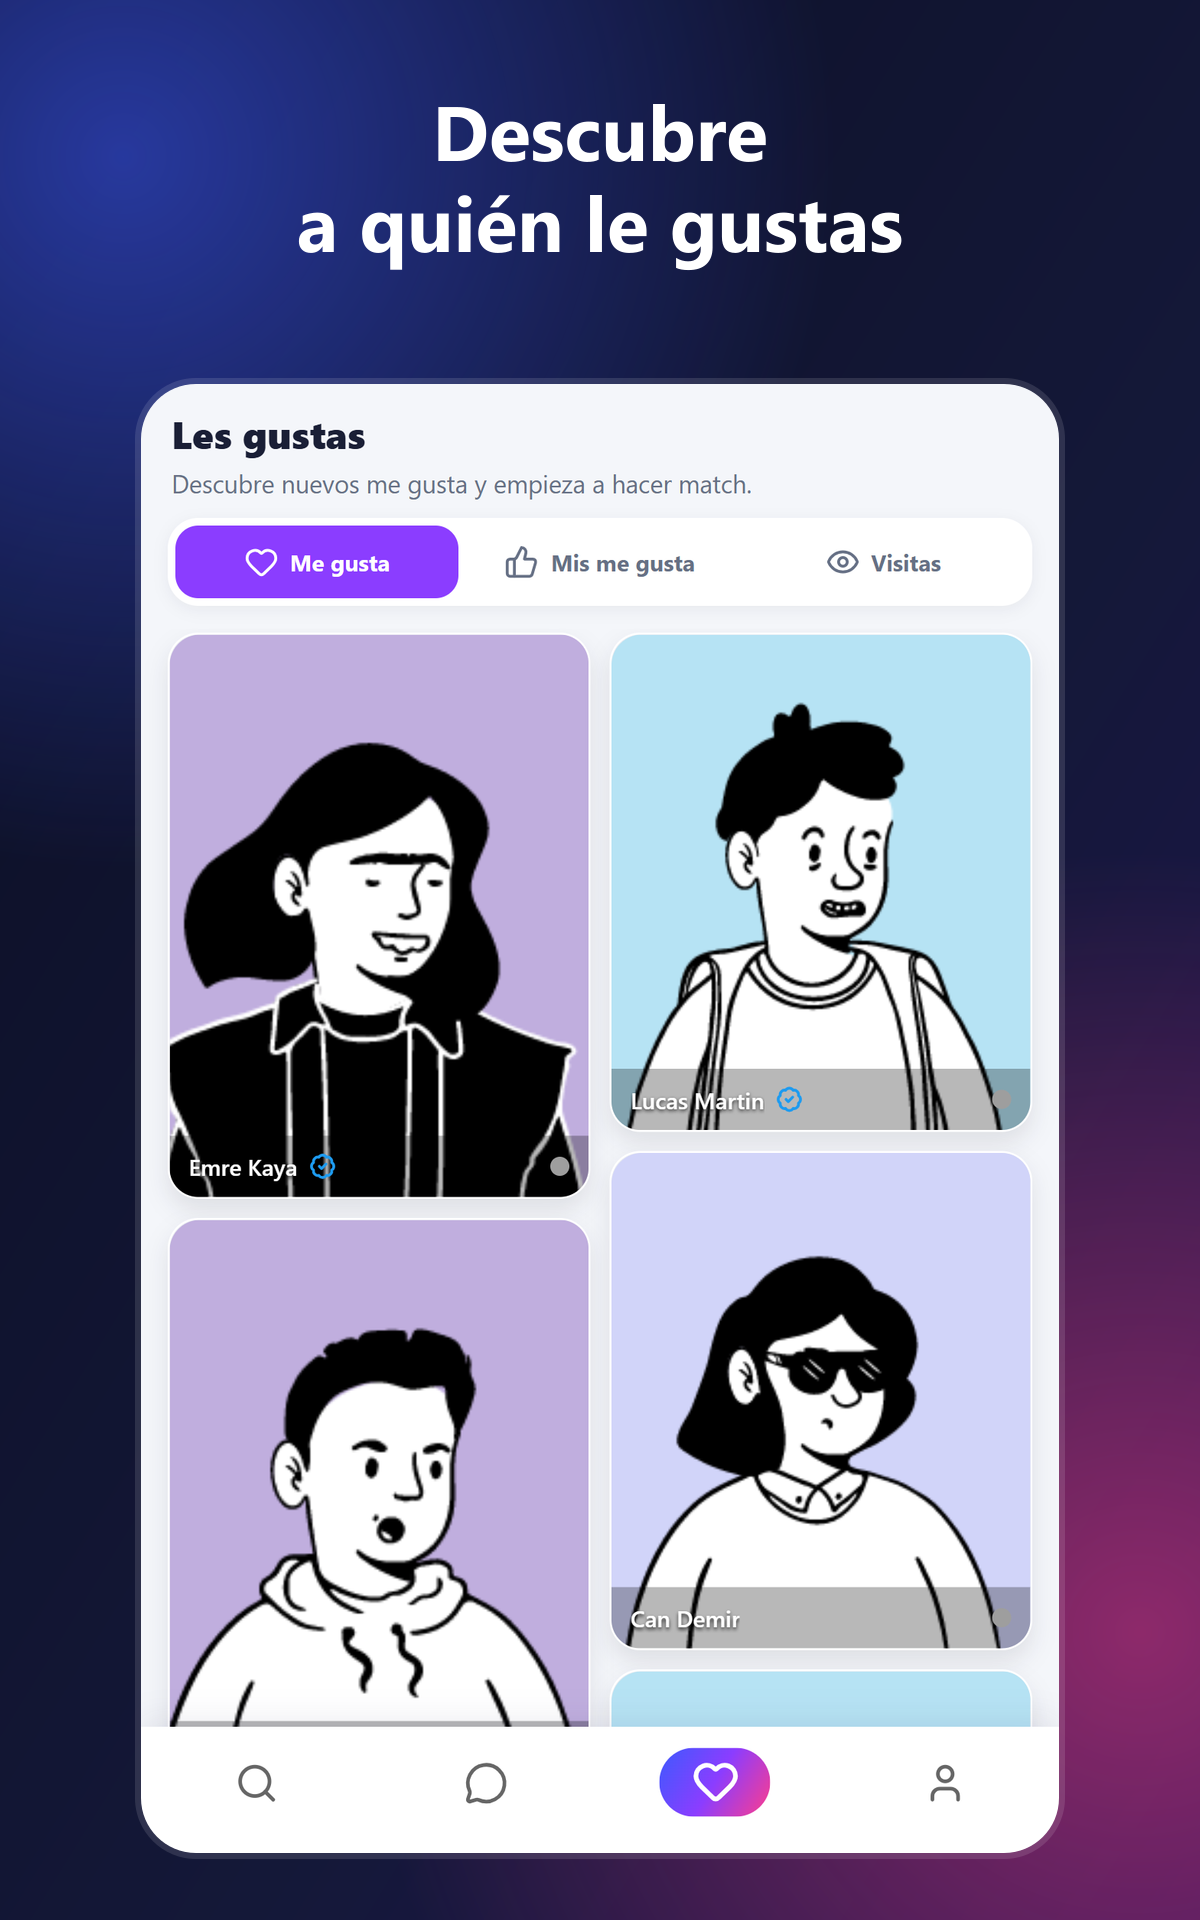 Descubre
a quién le gustas
Les gustas
Descubre nuevos me gusta y empieza a hacer match.
Me gusta
Mis me gusta
Visitas
Emre Kaya
Lucas Martin
Can Demir